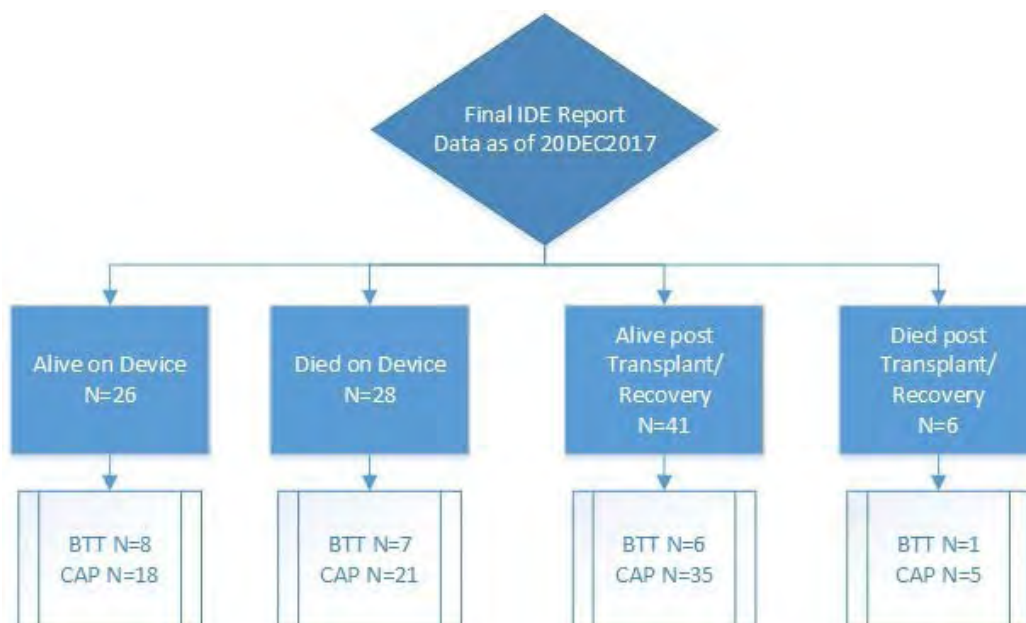 Final IDE Report
Data as of 20DEC2017
Alive on Device
N=26
Died on Device
N=28
Alive post
Transplant/
Recovery
N=41
Died post
Transplant/
Recovery
N=6
BTT N=8
CAP N=18
BTT N=7
CAP N=21
BTT N=6
CAP N=35
BTT N=1
CAP N=5